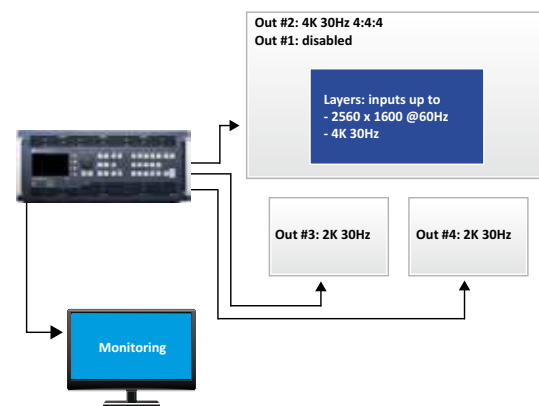 Out #2: 4K 30Hz 4:4:4
Out #1: disabled
Layers: inputs up to
- 2560 x 1600 @60Hz
- 4K 30Hz
Out #3: 2K 30Hz
Out #4: 2K 30Hz
Monitoring